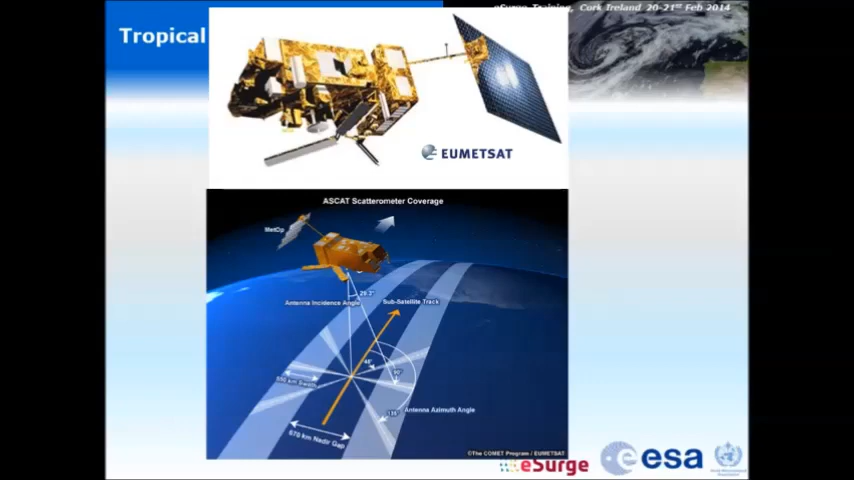 eSurge Training, Cork Ireland 20-21st Feb 2014
Tropical
EUMETSAT
ASCAT Scatterometer Coverage
MetOp
29.3°
Antenna Incidence Angle
Sub-Satellite Track
45°
90°
550 km Swath
135°
Antenna Azimuth Angle
670 km Nadir Gap
©The COMET Program / EUMETSAT
eSurge
esa